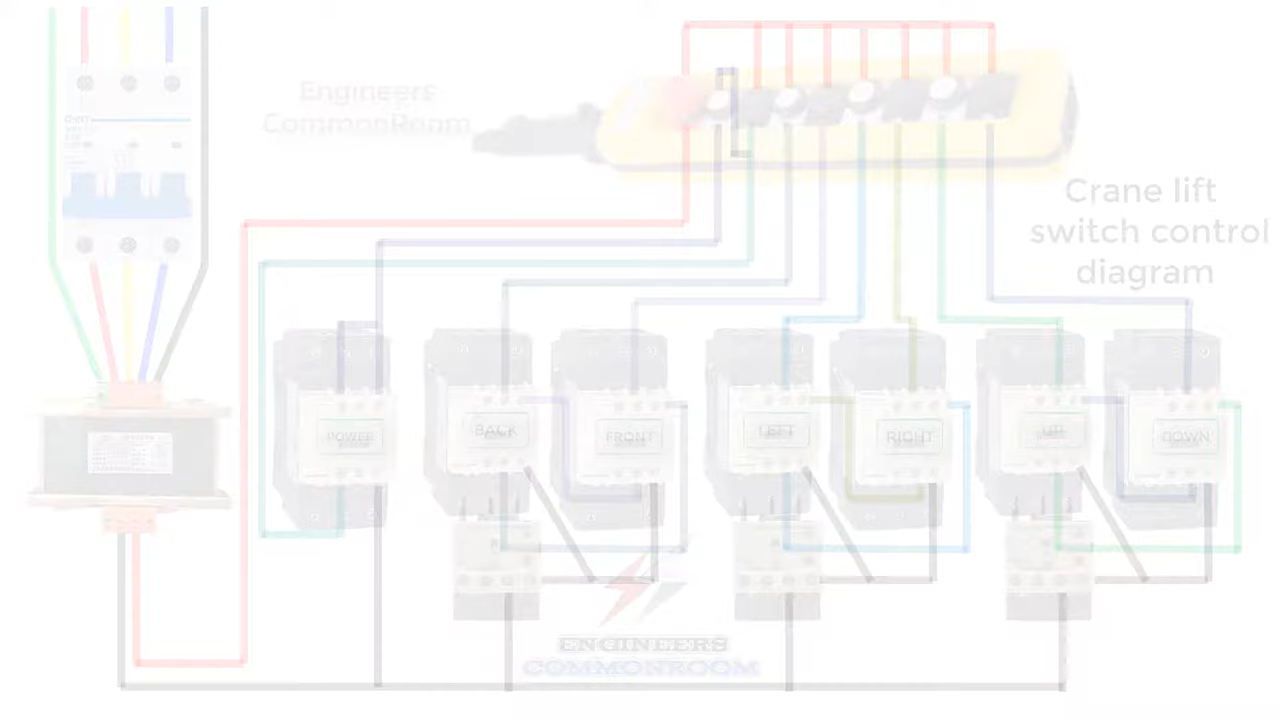 Engineers
CommonRoom
Crane lift
switch control
diagram
POWER
BACK
FRONT
LEFT
RIGHT
UP
DOWN
ENGINEERS
COMMONROOM